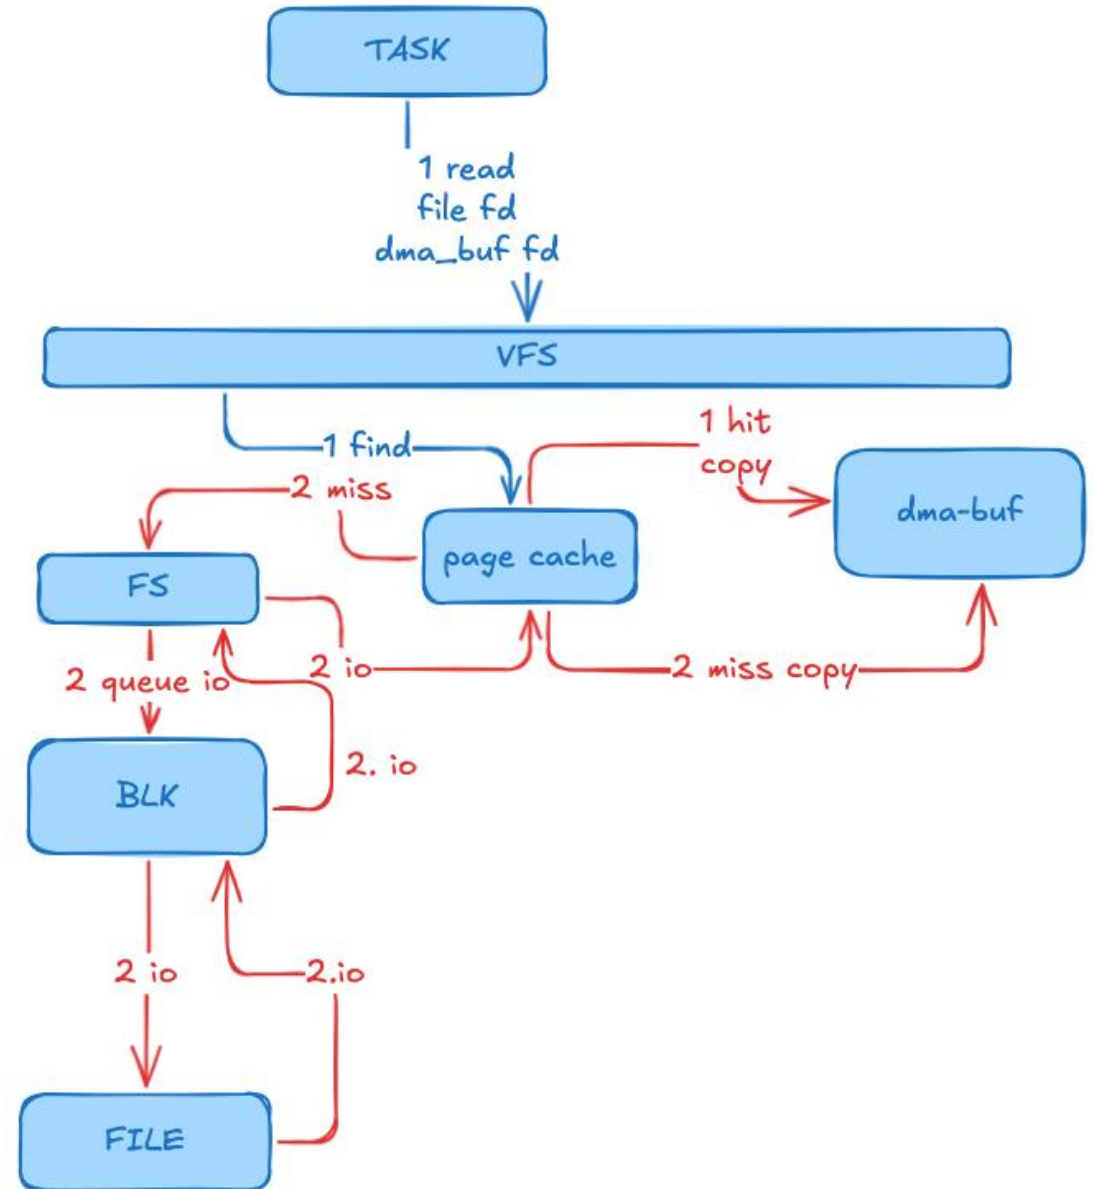 TASK
1 read
file fd
dma_buf fd
VFS
1 find
1 hit
copy
2 miss
dma-buf
page cache
FS
2 io
2 miss copy
2 queue io
2. io
BLK
2 io
2.io
FILE